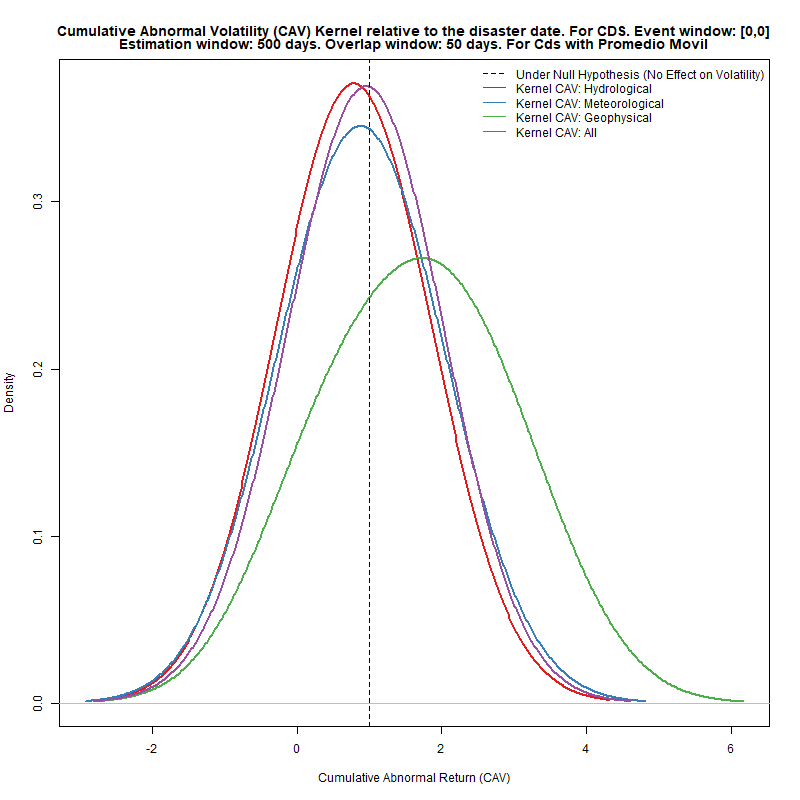 Cumulative Abnormal Volatility (CAV) Kernel relative to the disaster date. For CDS. Event window: [0,0]
Estimation window: 500 days. Overlap window: 50 days. For Cds with Promedio Movil
Under Null Hypothesis (No Effect on Volatility)
Kernel CAV: Hydrological
Kernel CAV: Meteorological
Kernel CAV: Geophysical
Kernel CAV: All
0.3
0.2
0.1
0.0
Density
-2 0 2 4 6
Cumulative Abnormal Return (CAV)